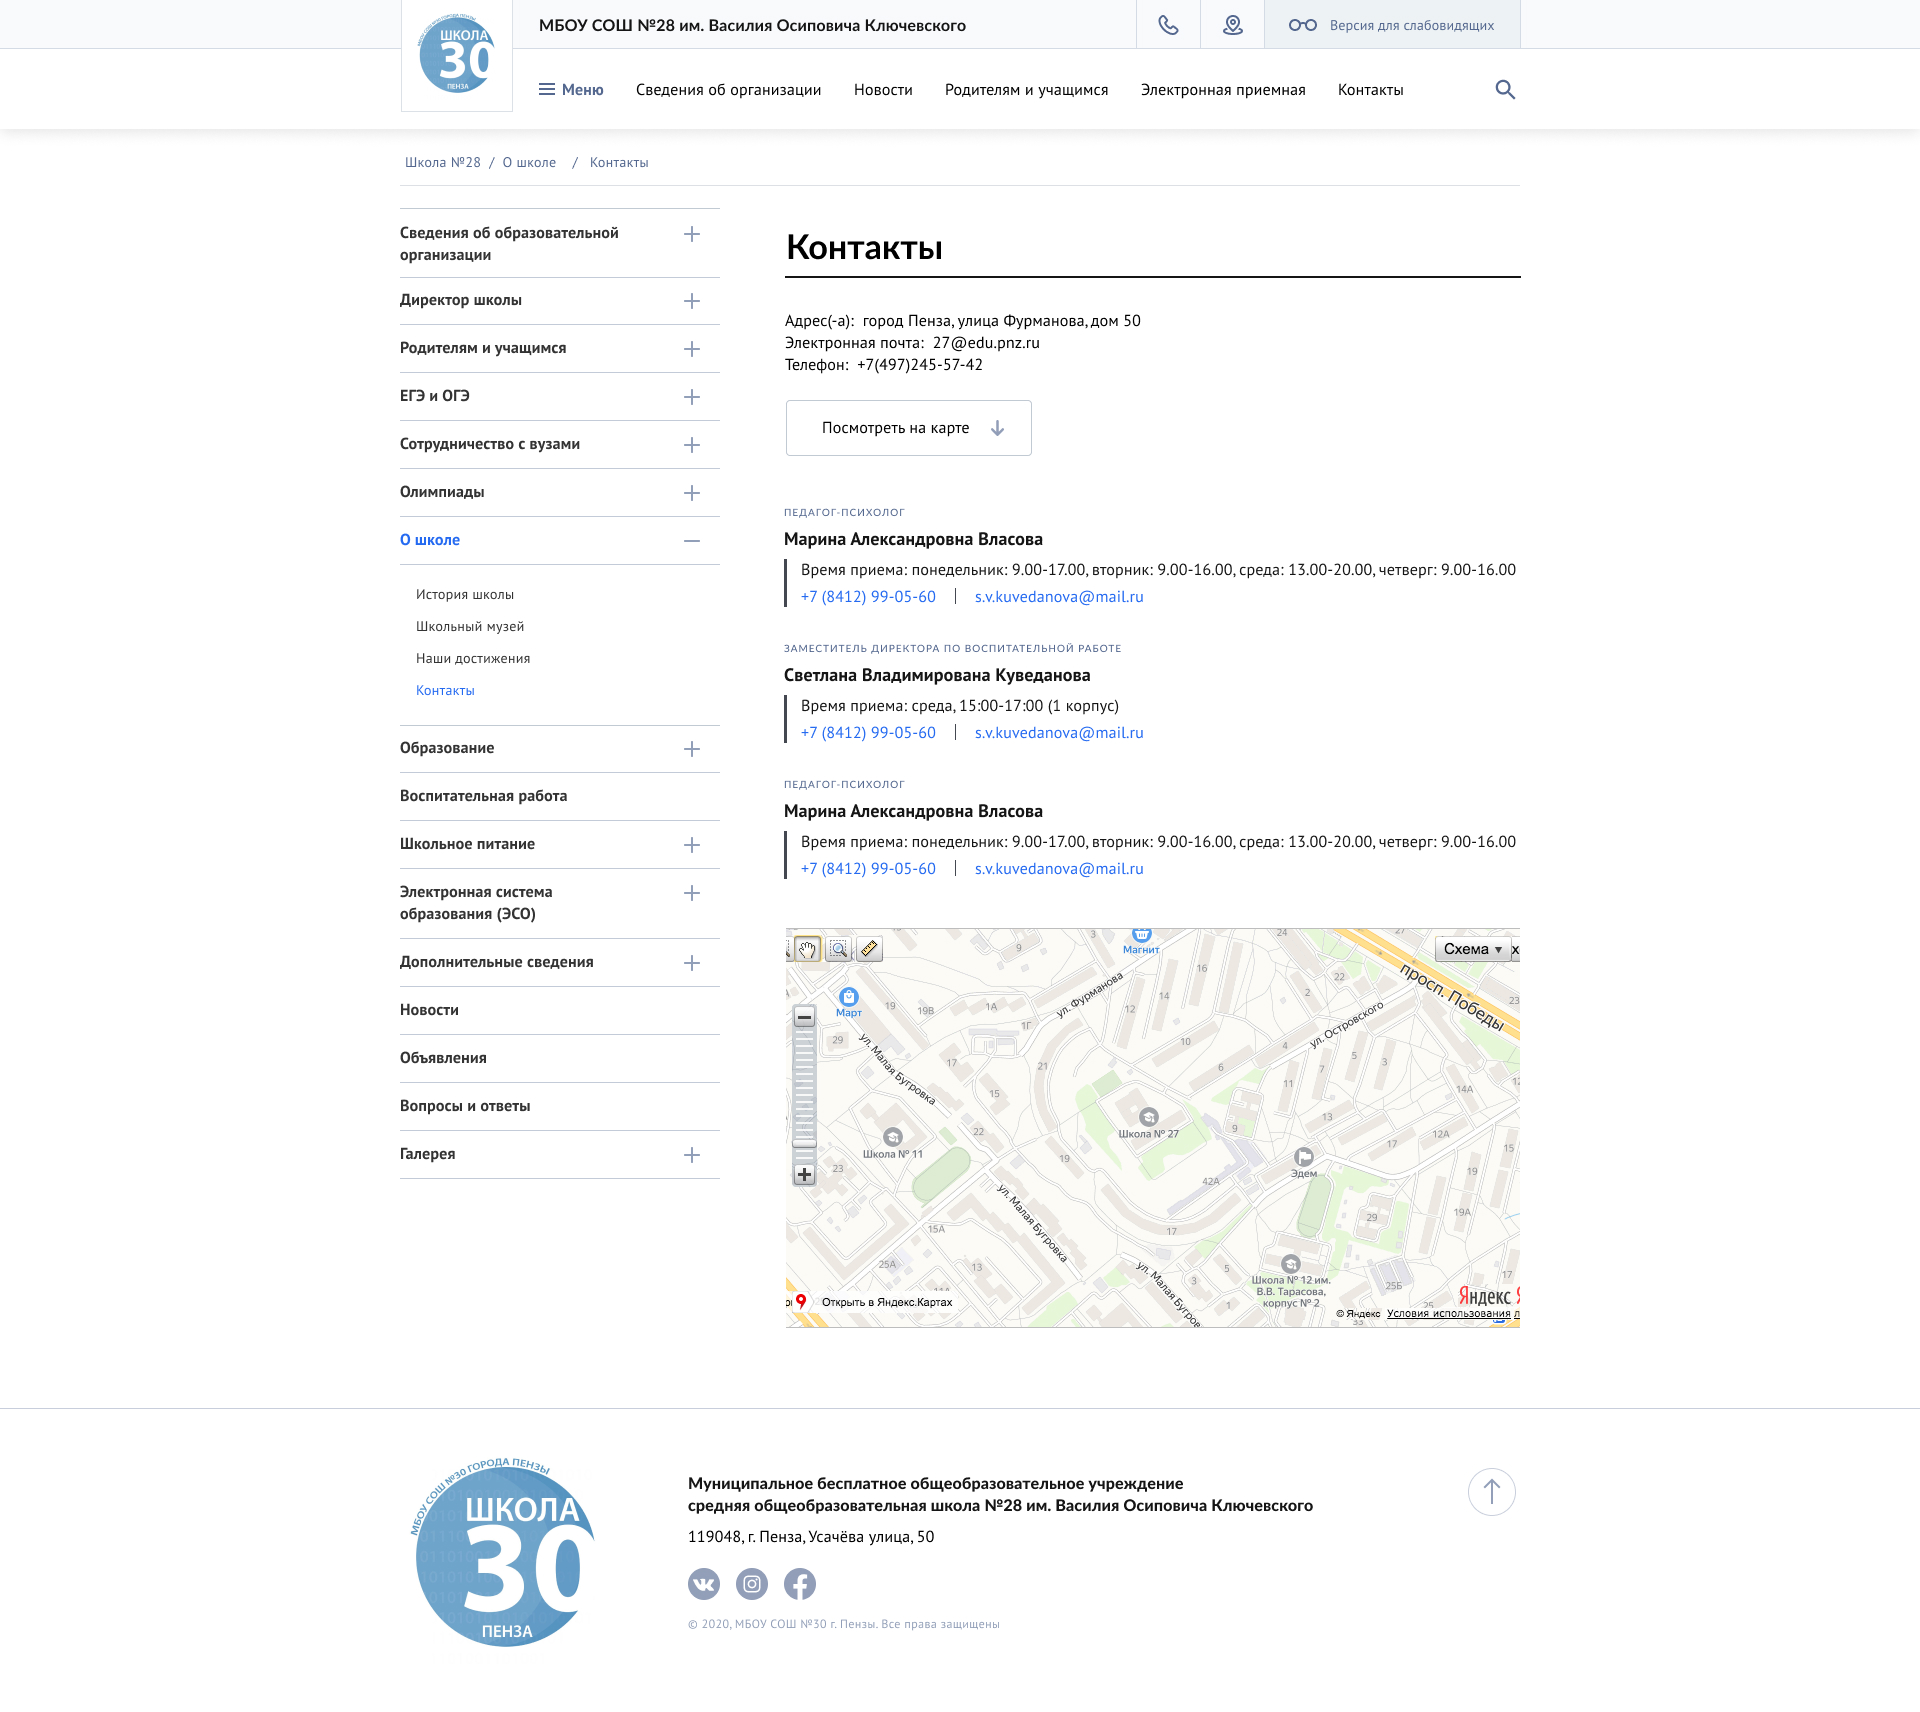 МБОУ СОШ №30 ГОРОДА ПЕНЗЫ
ШКОЛА
30
ПЕНЗА
МБОУ СОШ №28 им. Василия Осиповича Ключевского
Версия для слабовидящих
Меню
Сведения об организации
Новости
Родителям и учащимся
Электронная приемная
Контакты
Школа №28 / О школе / Контакты
Сведения об образовательной
организации
Директор школы
Родителям и учащимся
ЕГЭ и ОГЭ
Сотрудничество с вузами
Олимпиады
О школе
История школы
Школьный музей
Наши достижения
Контакты
Образование
Воспитательная работа
Школьное питание
Электронная система
образования (ЭСО)
Дополнительные сведения
Новости
Объявления
Вопросы и ответы
Галерея
Контакты
Адрес(-а): город Пенза, улица Фурманова, дом 50
Электронная почта: 27@edu.pnz.ru
Телефон: +7(497)245-57-42
Посмотреть на карте
ПЕДАГОГ-ПСИХОЛОГ
Марина Александровна Власова
Время приема: понедельник: 9.00-17.00, вторник: 9.00-16.00, среда: 13.00-20.00, четверг: 9.00-16.00
+7 (8412) 99-05-60 | s.v.kuvedanova@mail.ru
ЗАМЕСТИТЕЛЬ ДИРЕКТОРА ПО ВОСПИТАТЕЛЬНОЙ РАБОТЕ
Светлана Владимирована Куведанова
Время приема: среда, 15:00-17:00 (1 корпус)
+7 (8412) 99-05-60 | s.v.kuvedanova@mail.ru
ПЕДАГОГ-ПСИХОЛОГ
Марина Александровна Власова
Время приема: понедельник: 9.00-17.00, вторник: 9.00-16.00, среда: 13.00-20.00, четверг: 9.00-16.00
+7 (8412) 99-05-60 | s.v.kuvedanova@mail.ru
Магнит
Схема
просп. Победы
Март
ул. Фурманова
ул. Островского
ул. Малая Бугровка
Школа № 27
Школа № 11
Эдем
ул. Малая Бугровка
ул. Малая Бугров
Школа № 12 им.
В.В. Тарасова,
корпус № 2
Открыть в Яндекс.Картах
Яндекс
© Яндекс Условия использования
МБОУ СОШ №30 ГОРОДА ПЕНЗЫ
ШКОЛА
30
ПЕНЗА
Муниципальное бесплатное общеобразовательное учреждение
средняя общеобразовательная школа №28 им. Василия Осиповича Ключевского
119048, г. Пенза, Усачёва улица, 50
© 2020, МБОУ СОШ №30 г. Пензы. Все права защищены